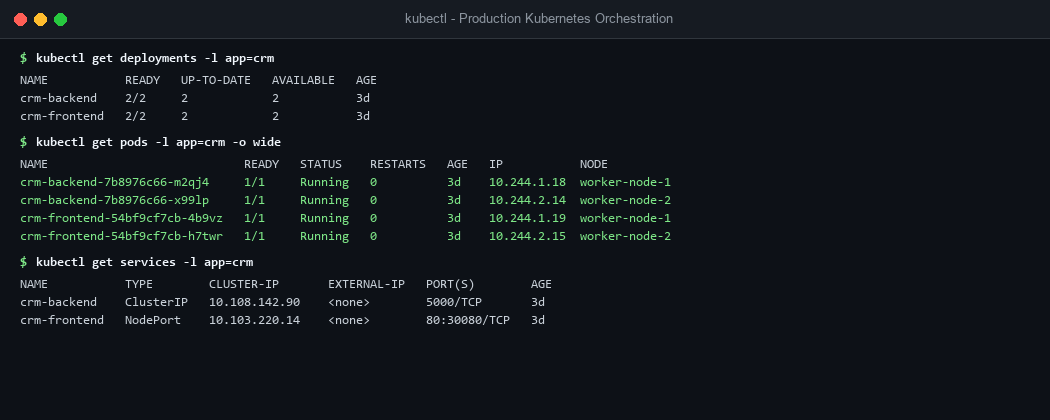 kubectl - Production Kubernetes Orchestration
$ kubectl get deployments -l app=crm
NAME READY UP-TO-DATE AVAILABLE AGE
crm-backend 2/2 2 2 3d
crm-frontend 2/2 2 2 3d
$ kubectl get pods -l app=crm -o wide
NAME READY STATUS RESTARTS AGE IP NODE
crm-backend-7b8976c66-m2qj4 1/1 Running 0 3d 10.244.1.18 worker-node-1
crm-backend-7b8976c66-x99lp 1/1 Running 0 3d 10.244.2.14 worker-node-2
crm-frontend-54bf9cf7cb-4b9vz 1/1 Running 0 3d 10.244.1.19 worker-node-1
crm-frontend-54bf9cf7cb-h7twr 1/1 Running 0 3d 10.244.2.15 worker-node-2
$ kubectl get services -l app=crm
NAME TYPE CLUSTER-IP EXTERNAL-IP PORT(S) AGE
crm-backend ClusterIP 10.108.142.90 <none> 5000/TCP 3d
crm-frontend NodePort 10.103.220.14 <none> 80:30080/TCP 3d